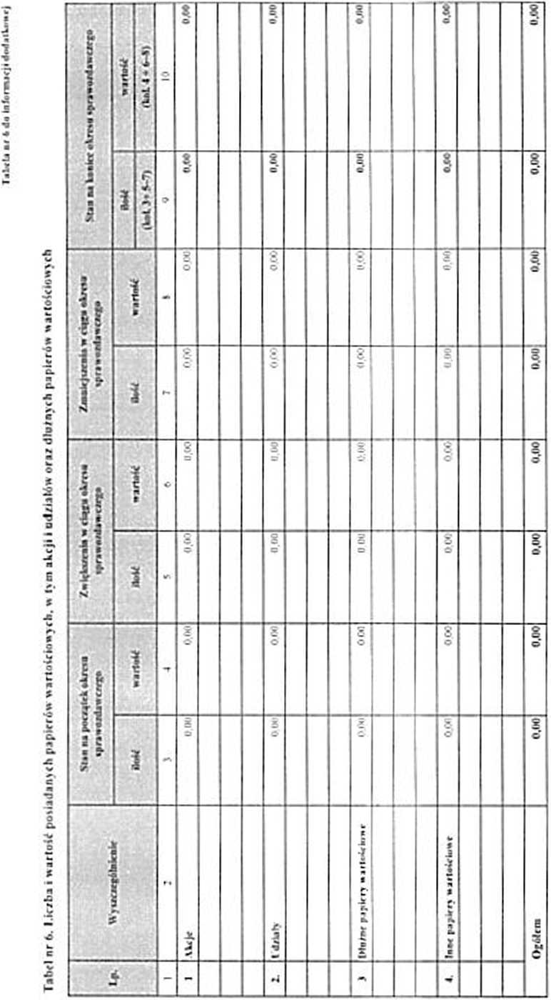 Tabela nr 6 do informacji dodatkowej
Tabel nr 6. Liczba i wartość posiadanych papierów wartościowych, w tym akcji i udziałów oraz dłużnych papierów wartościowych
Lp. Wyszczególnienie Stan na początek okresu sprawozdawczego Zwiększenia w ciągu okresu sprawozdawczego Zmniejszenia w ciągu okresu sprawozdawczego Stan na koniec okresu sprawozdawczego
ilość wartość ilość wartość ilość wartość ilość wartość
(kol. 3+ 5-7) (kol. 4 + 6-8)
1 2 3 4 5 6 7 8 9 10
1 Akcje 0,00 0,00 0,00 0,00 0,00 0,00 0,00 0,00
2. Udziały 0,00 0,00 0,00 0,00 0,00 0,00 0,00 0,00
3 Dłużne papiery wartościowe 0,00 0,00 0,00 0,00 0,00 0,00 0,00 0,00
4. Inne papiery wartościowe 0,00 0,00 0,00 0,00 0,00 0,00 0,00 0,00
Ogółem 0,00 0,00 0,00 0,00 0,00 0,00 0,00 0,00